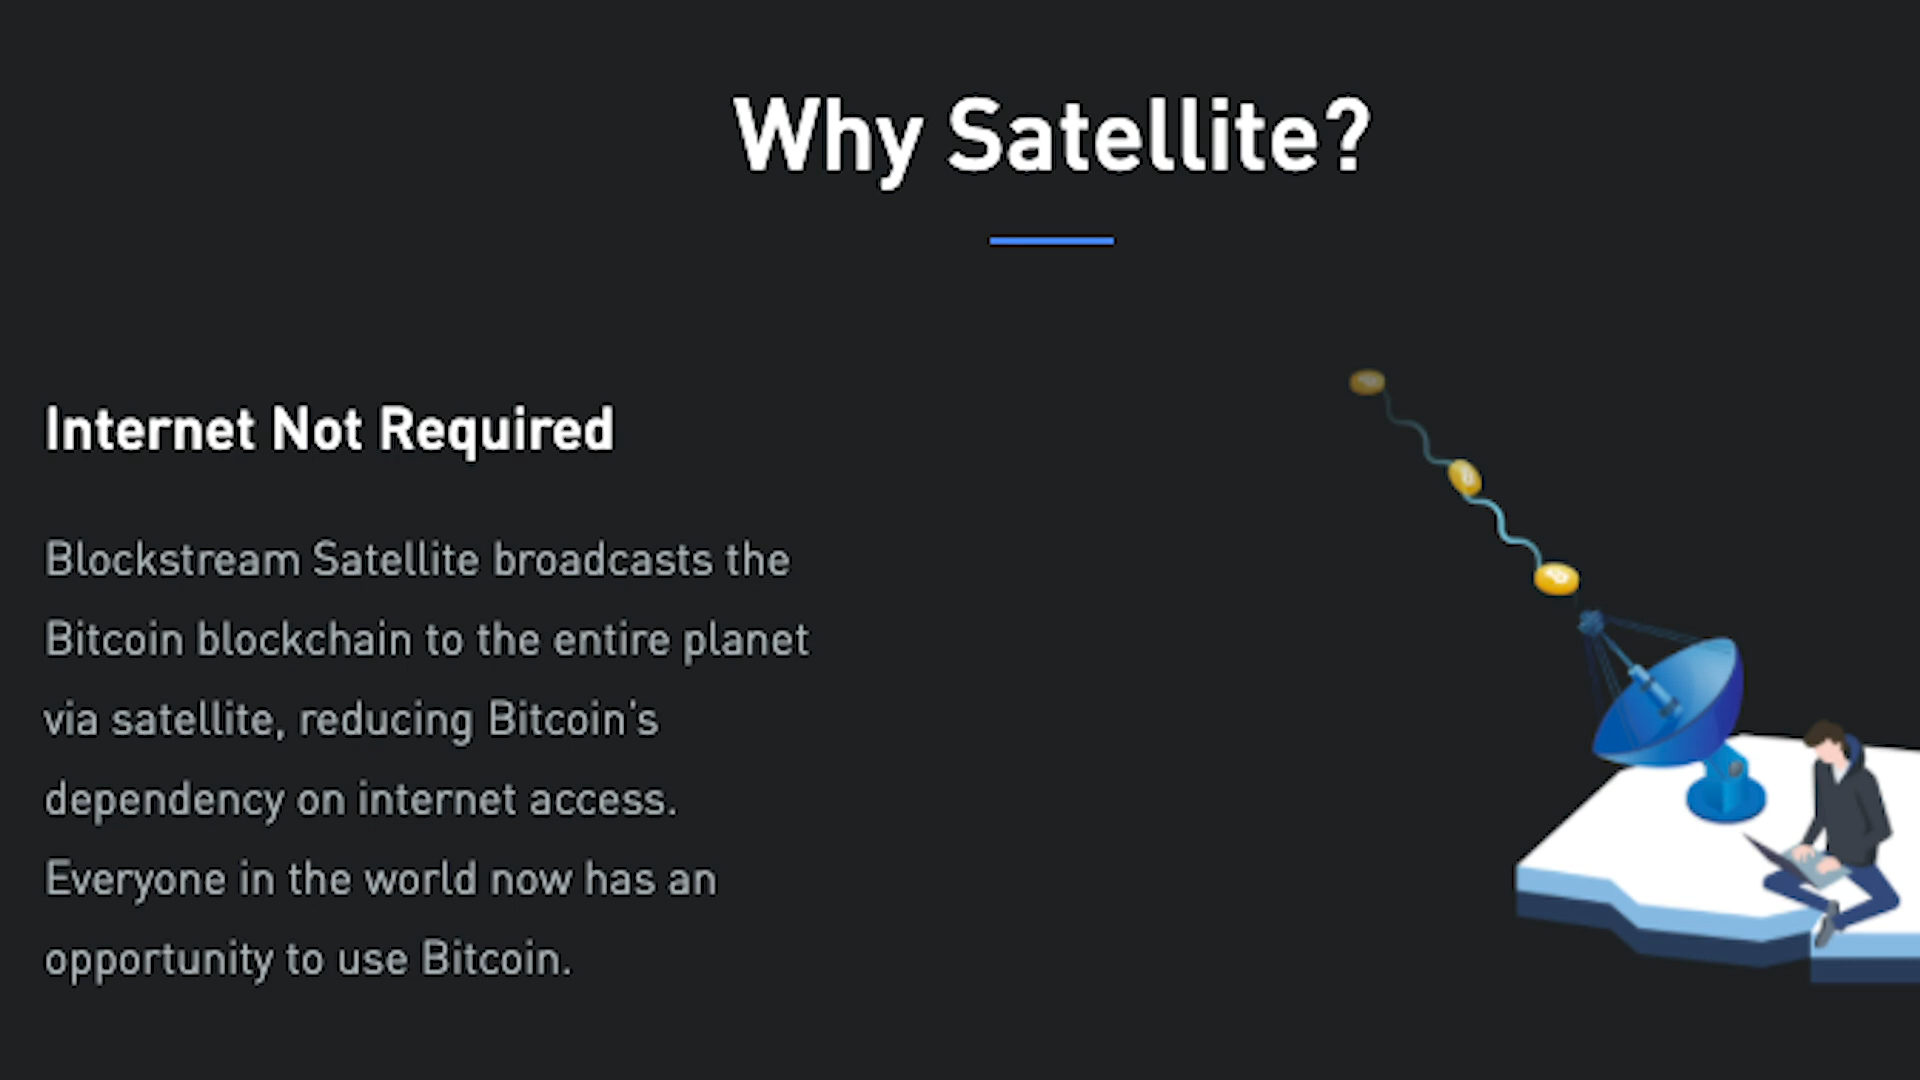 Why Satellite?
Internet Not Required
Blockstream Satellite broadcasts the
Bitcoin blockchain to the entire planet
via satellite, reducing Bitcoin's
dependency on internet access.
Everyone in the world now has an
opportunity to use Bitcoin.